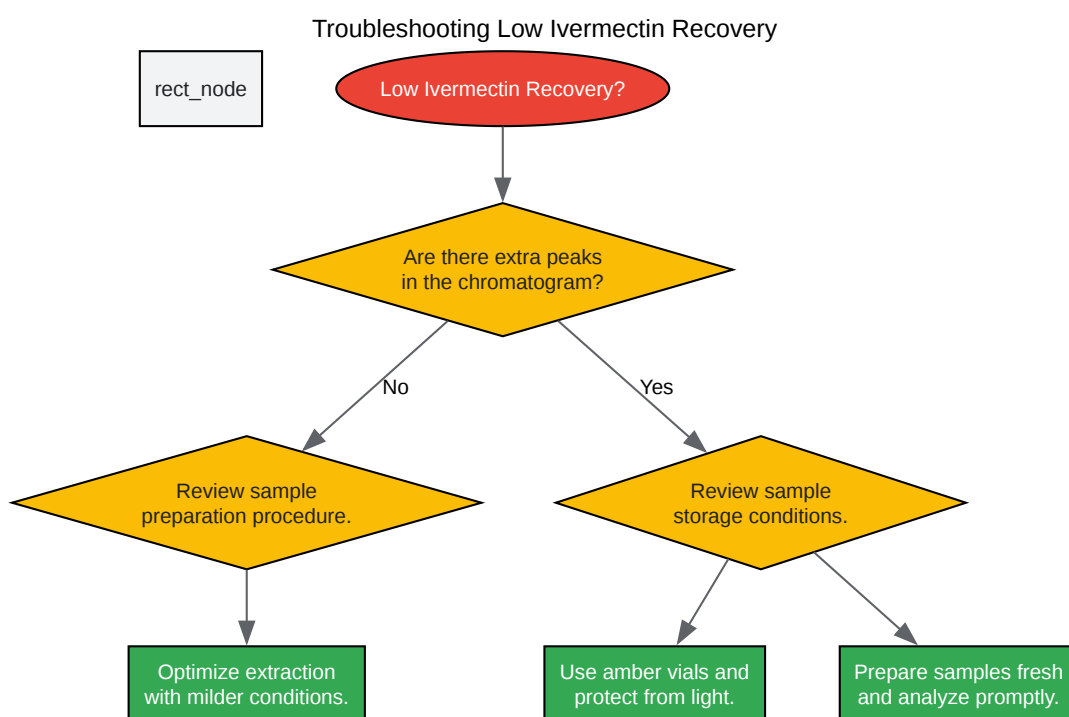 Troubleshooting Low Ivermectin Recovery
rect_node
Low Ivermectin Recovery?
Are there extra peaks
in the chromatogram?
No
Yes
Review sample
preparation procedure.
Review sample
storage conditions.
Optimize extraction
with milder conditions.
Use amber vials and
protect from light.
Prepare samples fresh
and analyze promptly.